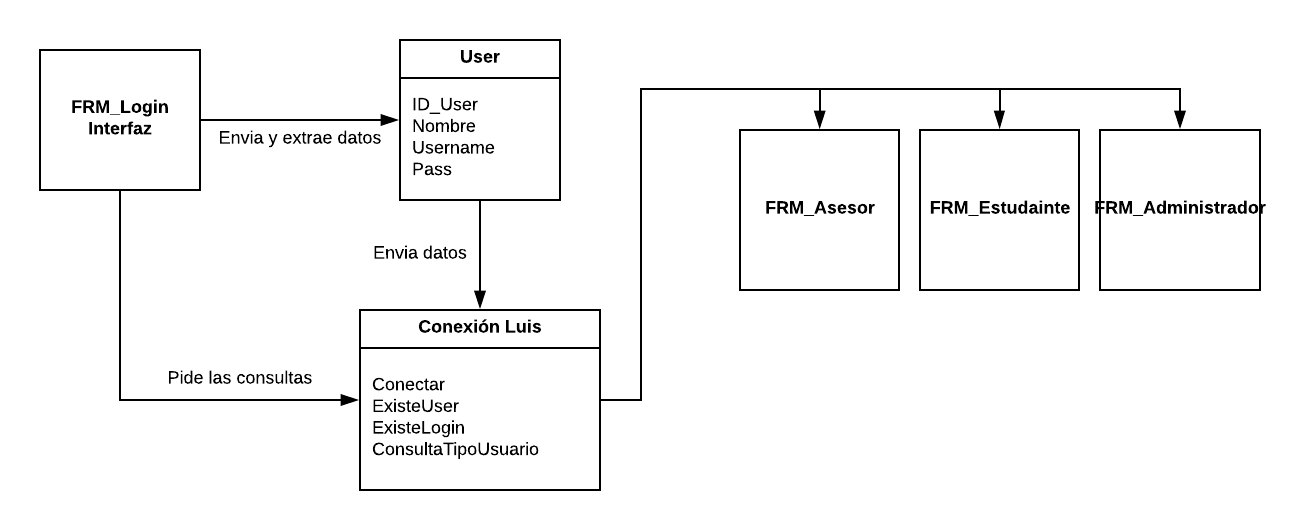 FRM_Login
Interfaz
Envia y extrae datos
User
ID_User
Nombre
Username
Pass
Envia datos
Pide las consultas
Conexión Luis
Conectar
ExisteUser
ExisteLogin
ConsultaTipoUsuario
FRM_Asesor
FRM_Estudainte
FRM_Administrador